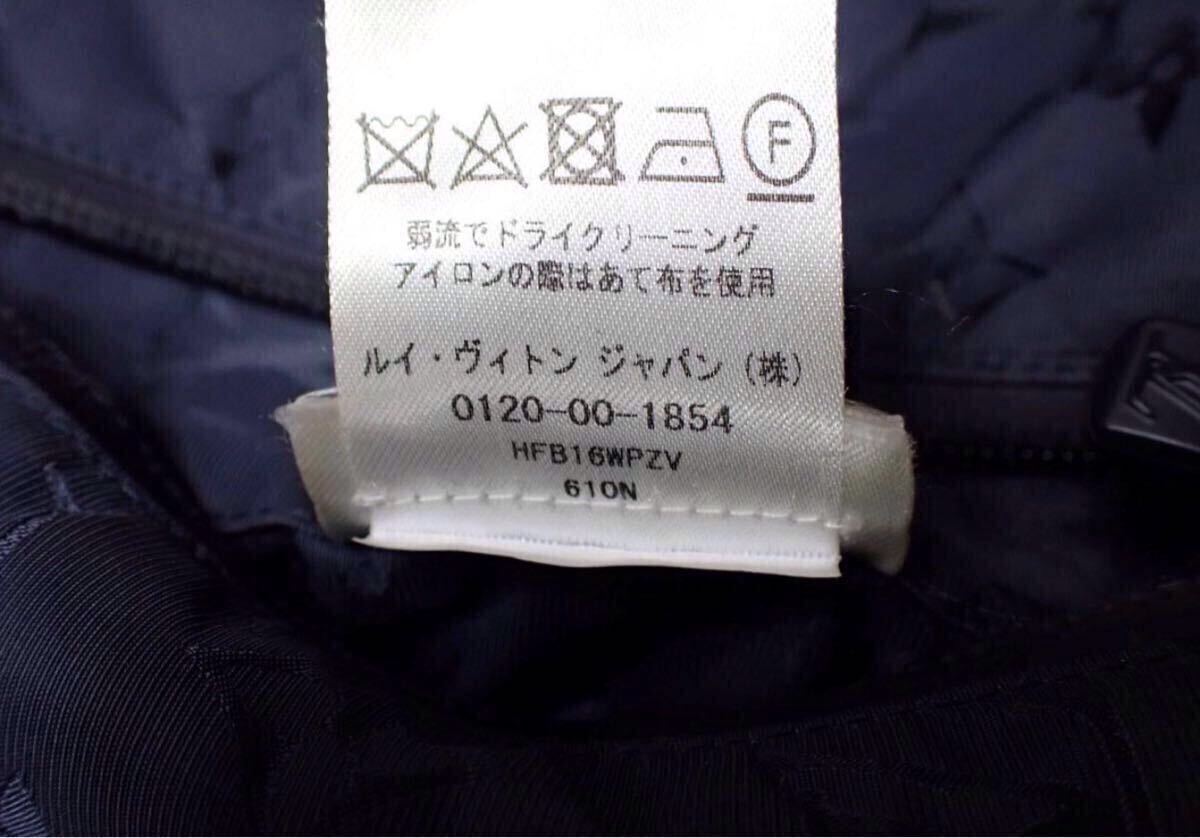 F
弱流でドライクリーニング
アイロンの際はあて布を使用
ルイ・ヴィトン ジャパン (株)
0120-00-1854
HFB16WPZV
610N